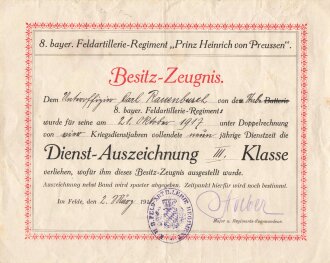 8. bayer. Feldartillerie-Regiment „Prinz Heinrich von Preussen".
Besitz-Zeugnis.
Dem Unteroffizier Carl von der Batterie
8. bayer. Feldartillerie-Regiments
wurde für seine am 21. Oktober 1917 unter Doppelrechnung
von vier Kriegsdienstjahren vollendete neun jährige Dienstzeit die
Dienst-Auszeichnung III. Klasse
verliehen, wofür ihm dieses Besitz-Zeugnis ausgestellt wurde.
Auszeichnung nebst Band wird später abgegeben. Zeitpunkt hierfür wird noch bestimmt.
Im Felde, den 2. März
Major u. Regiments-Kommandeur.